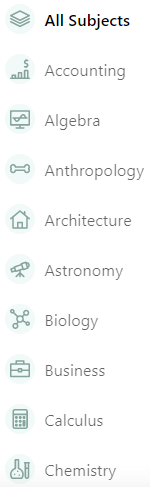 All Subjects
Accounting
Algebra
Anthropology
Architecture
Astronomy
Biology
Business
Calculus
Chemistry